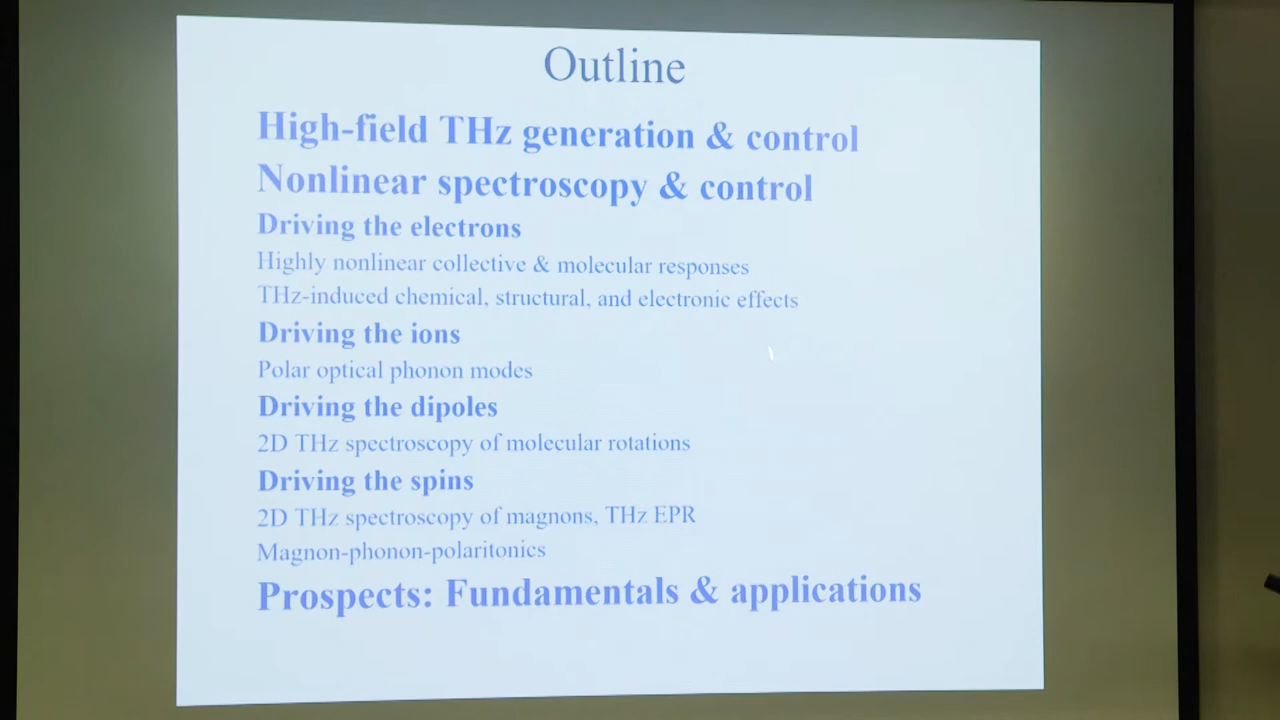 Outline
High-field THz generation & control
Nonlinear spectroscopy & control
Driving the electrons
Highly nonlinear collective & molecular responses
THz-induced chemical, structural, and electronic effects
Driving the ions
Polar optical phonon modes
Driving the dipoles
2D THz spectroscopy of molecular rotations
Driving the spins
2D THz spectroscopy of magnons, THz EPR
Magnon-phonon-polaritonics
Prospects: Fundamentals & applications